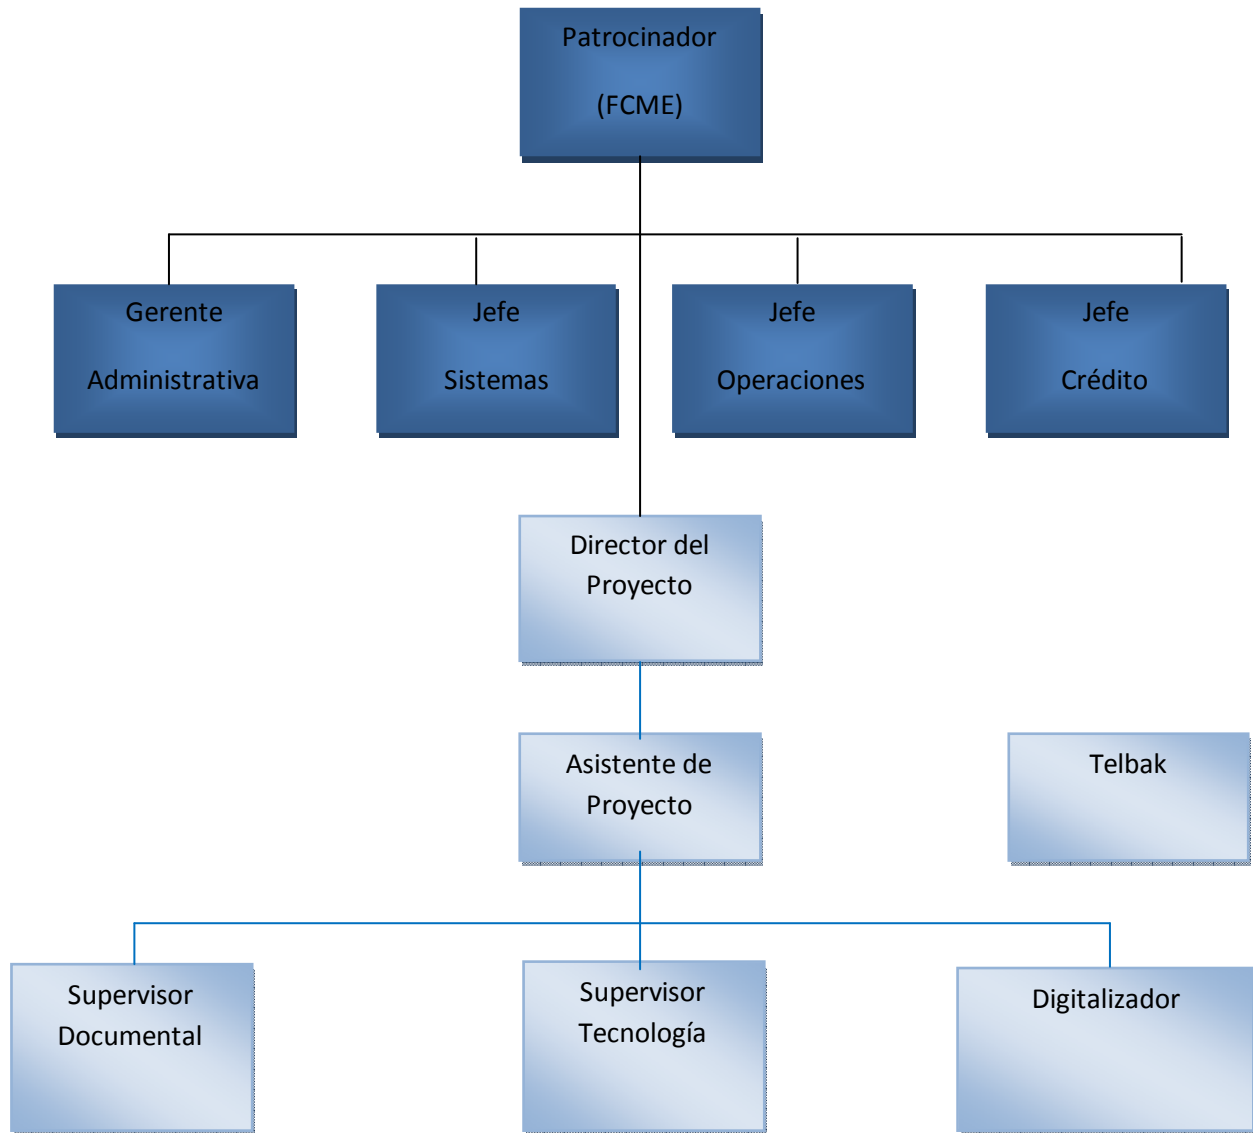 Patrocinador
(FCME)
Gerente
Administrativa
Jefe
Sistemas
Jefe
Operaciones
Jefe
Crédito
Director del
Proyecto
Asistente de
Proyecto
Telbak
Supervisor
Documental
Supervisor
Tecnología
Digitalizador